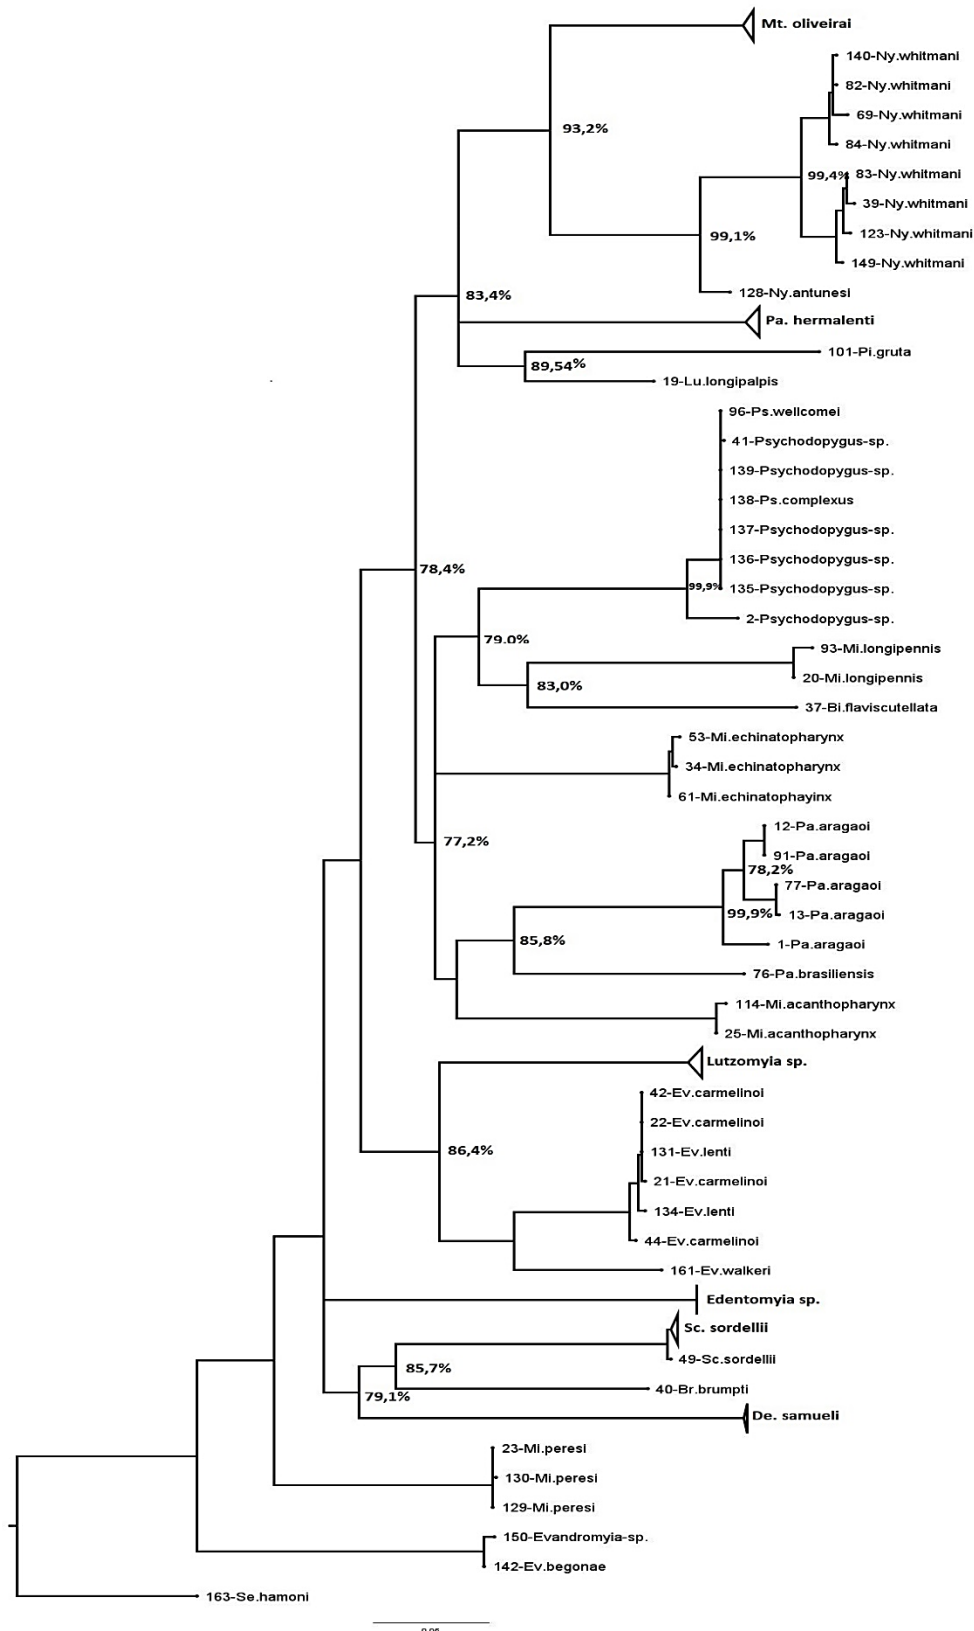 Mt. oliveirai
140-Ny.whitmani
82-Ny.whitmani
69-Ny.whitmani
93,2%
84-Ny.whitmani
99,4% 83-Ny.whitmani
39-Ny.whitmani
99,1% 123-Ny.whitmani
149-Ny.whitmani
83,4% 128-Ny.antunesi
Pa. hermalenti
101-Pi.gruta
89,54%
19-Lu.longipalpis
96-Ps.wellcomei
41-Psychodopygus-sp.
139-Psychodopygus-sp.
138-Ps.complexus
137-Psychodopygus-sp.
136-Psychodopygus-sp.
78,4%
99,9% 135-Psychodopygus-sp.
2-Psychodopygus-sp.
79.0%
93-Mi.longipennis
20-Mi.longipennis
83,0%
37-Bi.flaviscutellata
53-Mi.echinatopharynx
34-Mi.echinatopharynx
61-Mi.echinatophayinx
12-Pa.aragaoi
77,2%
91-Pa.aragaoi
78,2%
77-Pa.aragaoi
99,9% 13-Pa.aragaoi
85,8% 1-Pa.aragaoi
76-Pa.brasiliensis
114-Mi.acanthopharynx
25-Mi.acanthopharynx
Lutzomyia sp.
42-Ev.carmelinoi
22-Ev.carmelinoi
86,4% 131-Ev.lenti
21-Ev.carmelinoi
134-Ev.lenti
44-Ev.carmelinoi
161-Ev.walkeri
Edentomyia sp.
Sc. sordellii
49-Sc.sordellii
85,7%
40-Br.brumpti
79,1%
De. samueli
23-Mi.peresi
130-Mi.peresi
129-Mi.peresi
150-Evandromyia-sp.
142-Ev.begonae
163-Se.hamoni